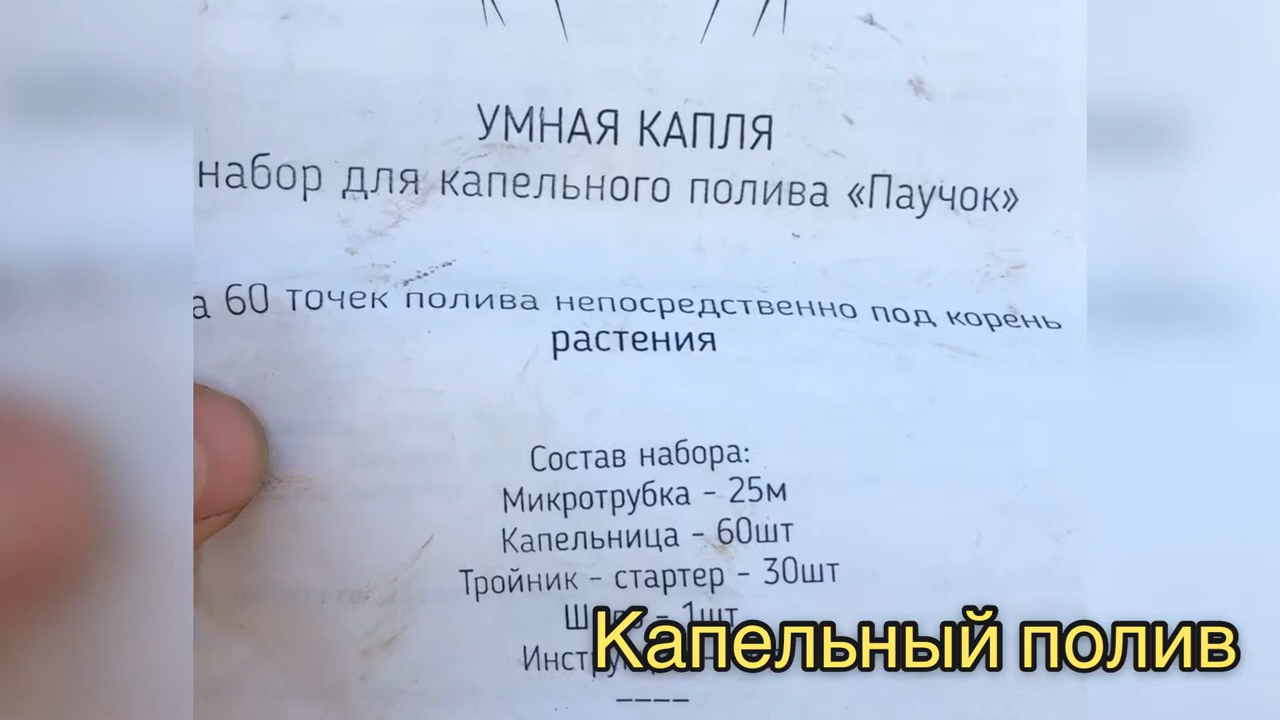 УМНАЯ КАПЛЯ
набор для капельного полива «Паучок»
а 60 точек полива непосредственно под корень
растения
Состав набора:
Микротрубка - 25м
Капельница - 60шт
Тройник - стартер - 30шт
- 1шт
Капельный полив
----